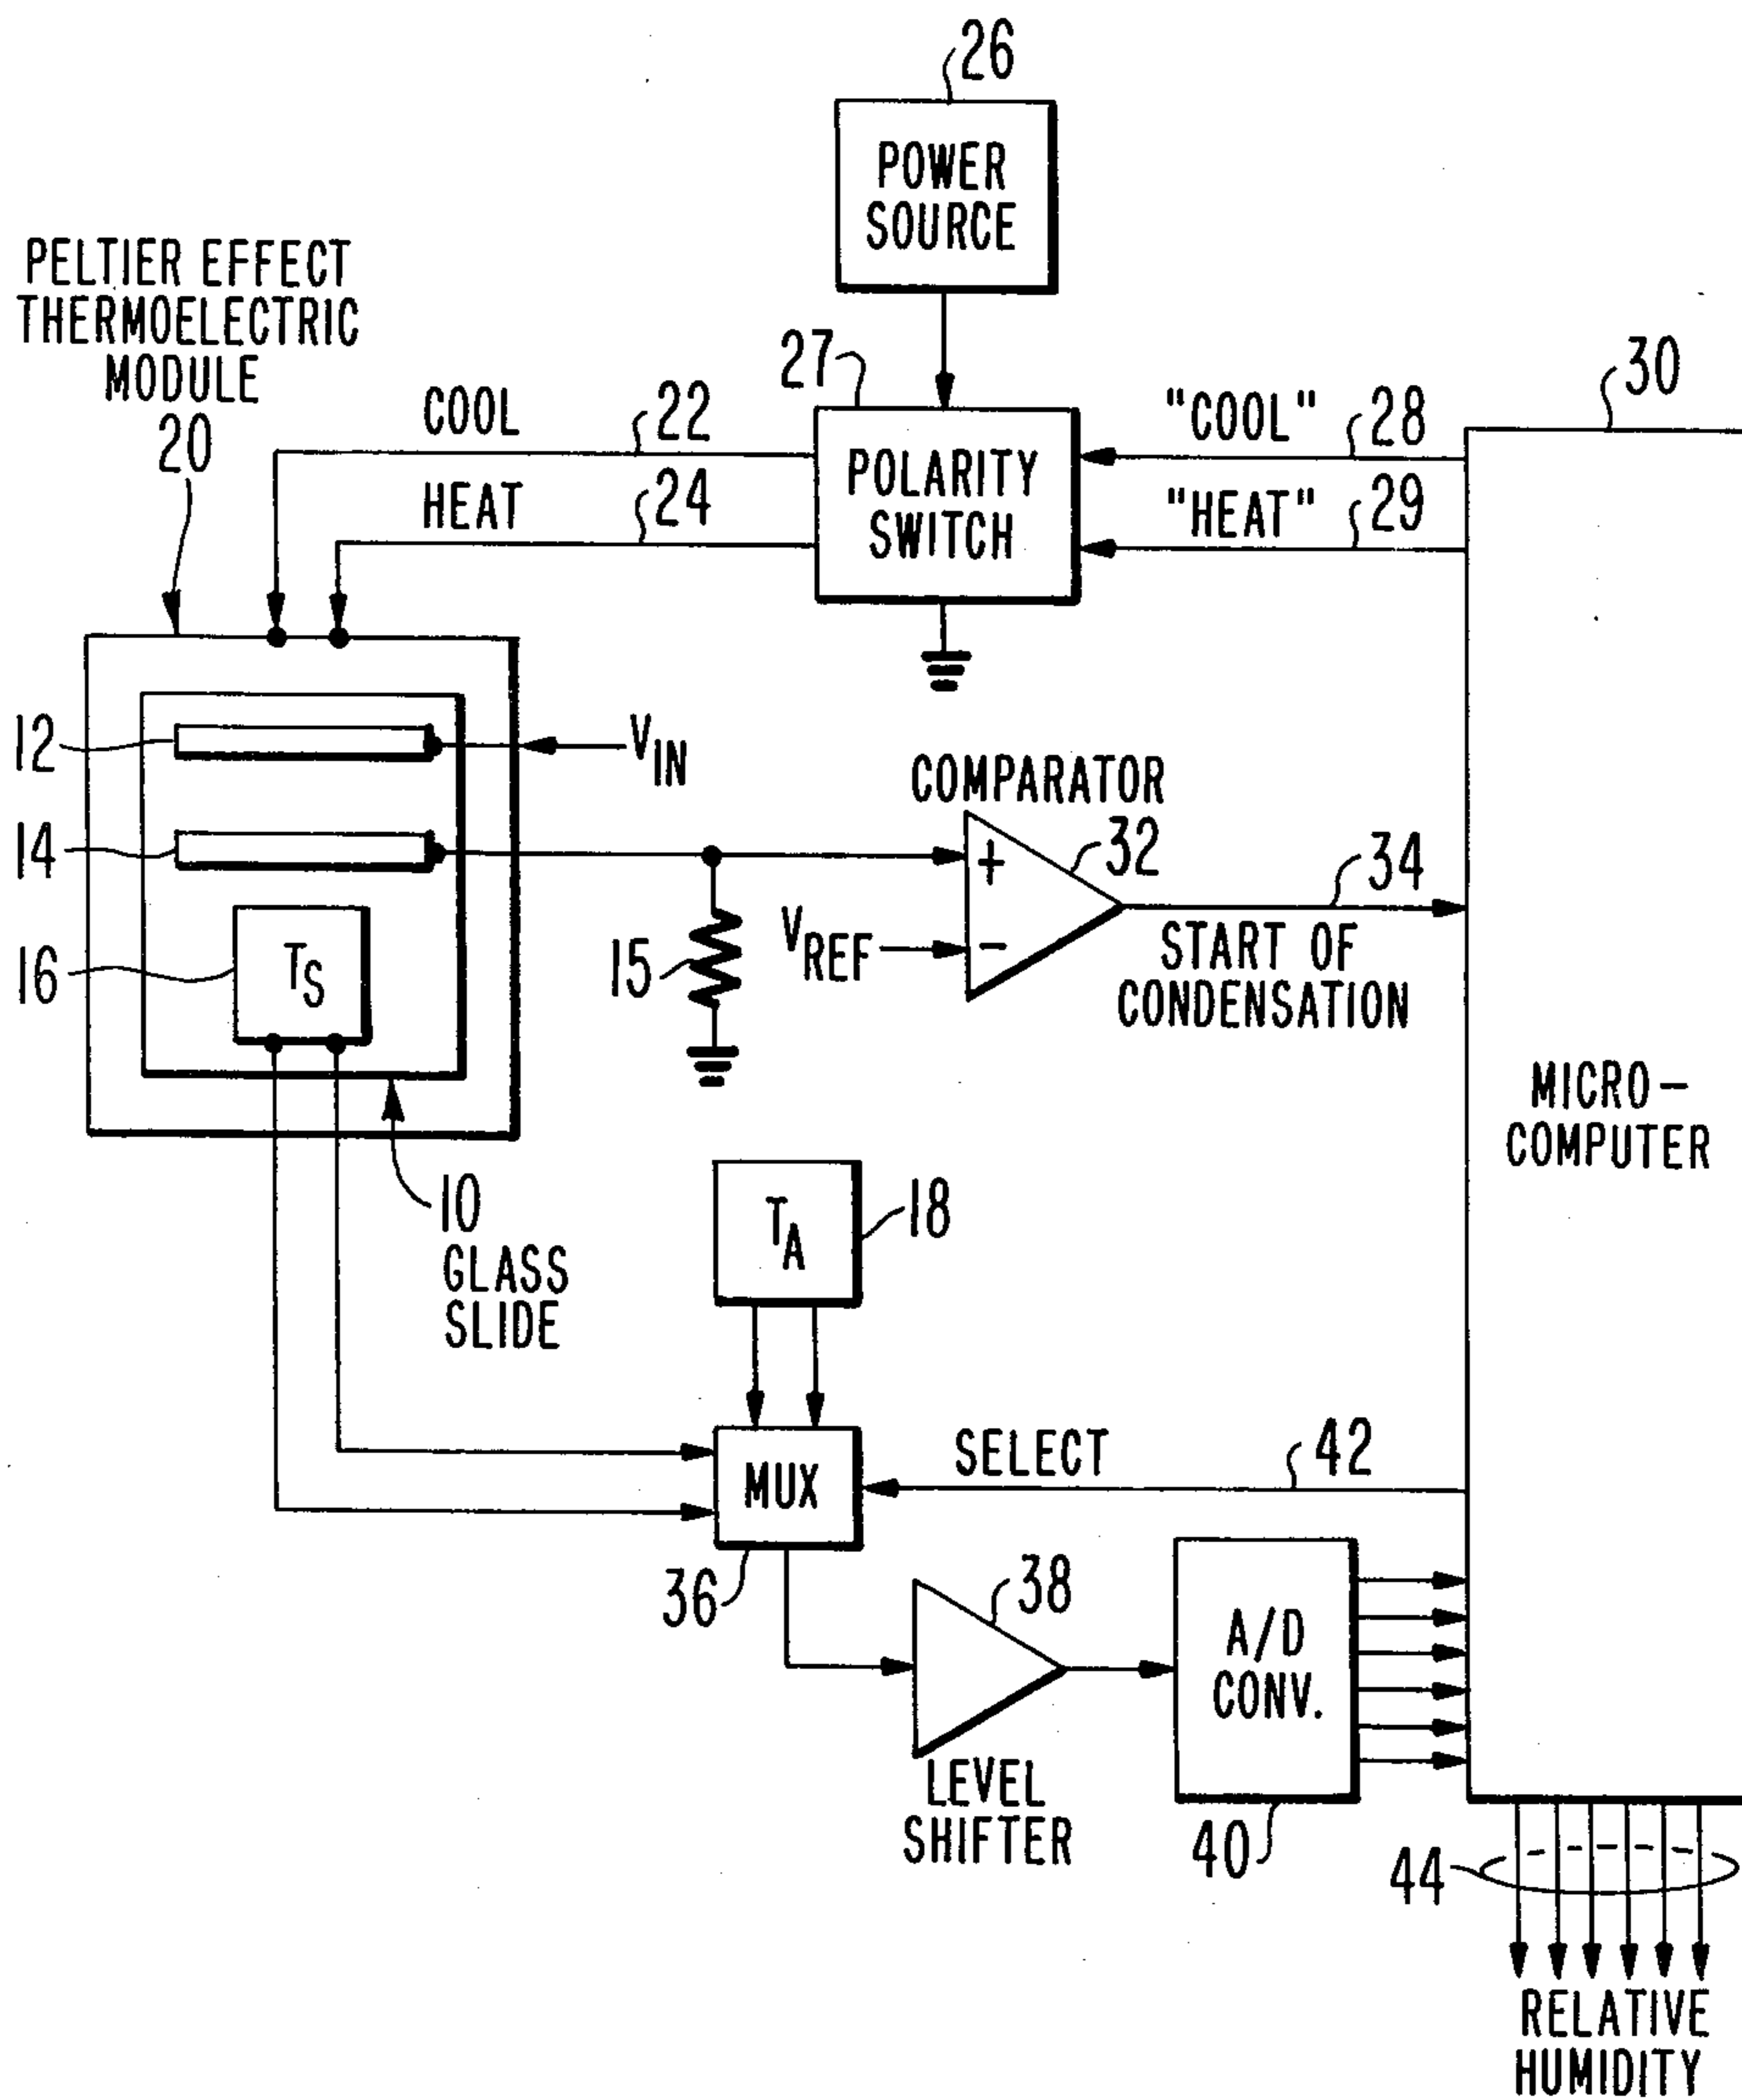 26
POWER
SOURCE
PELTIER EFFECT
THERMOELECTRIC
MODULE
20
27
30
COOL
22
"COOL"
28
POLARITY
SWITCH
HEAT
24
"HEAT"
29
12
VIN
COMPARATOR
14
32
+
34
16
TS
15
VREF
−
START OF
CONDENSATION
MICRO-
COMPUTER
10
GLASS
SLIDE
TA
18
MUX
SELECT
42
36
38
A/D
CONV.
LEVEL
SHIFTER
40
44
RELATIVE
HUMIDITY